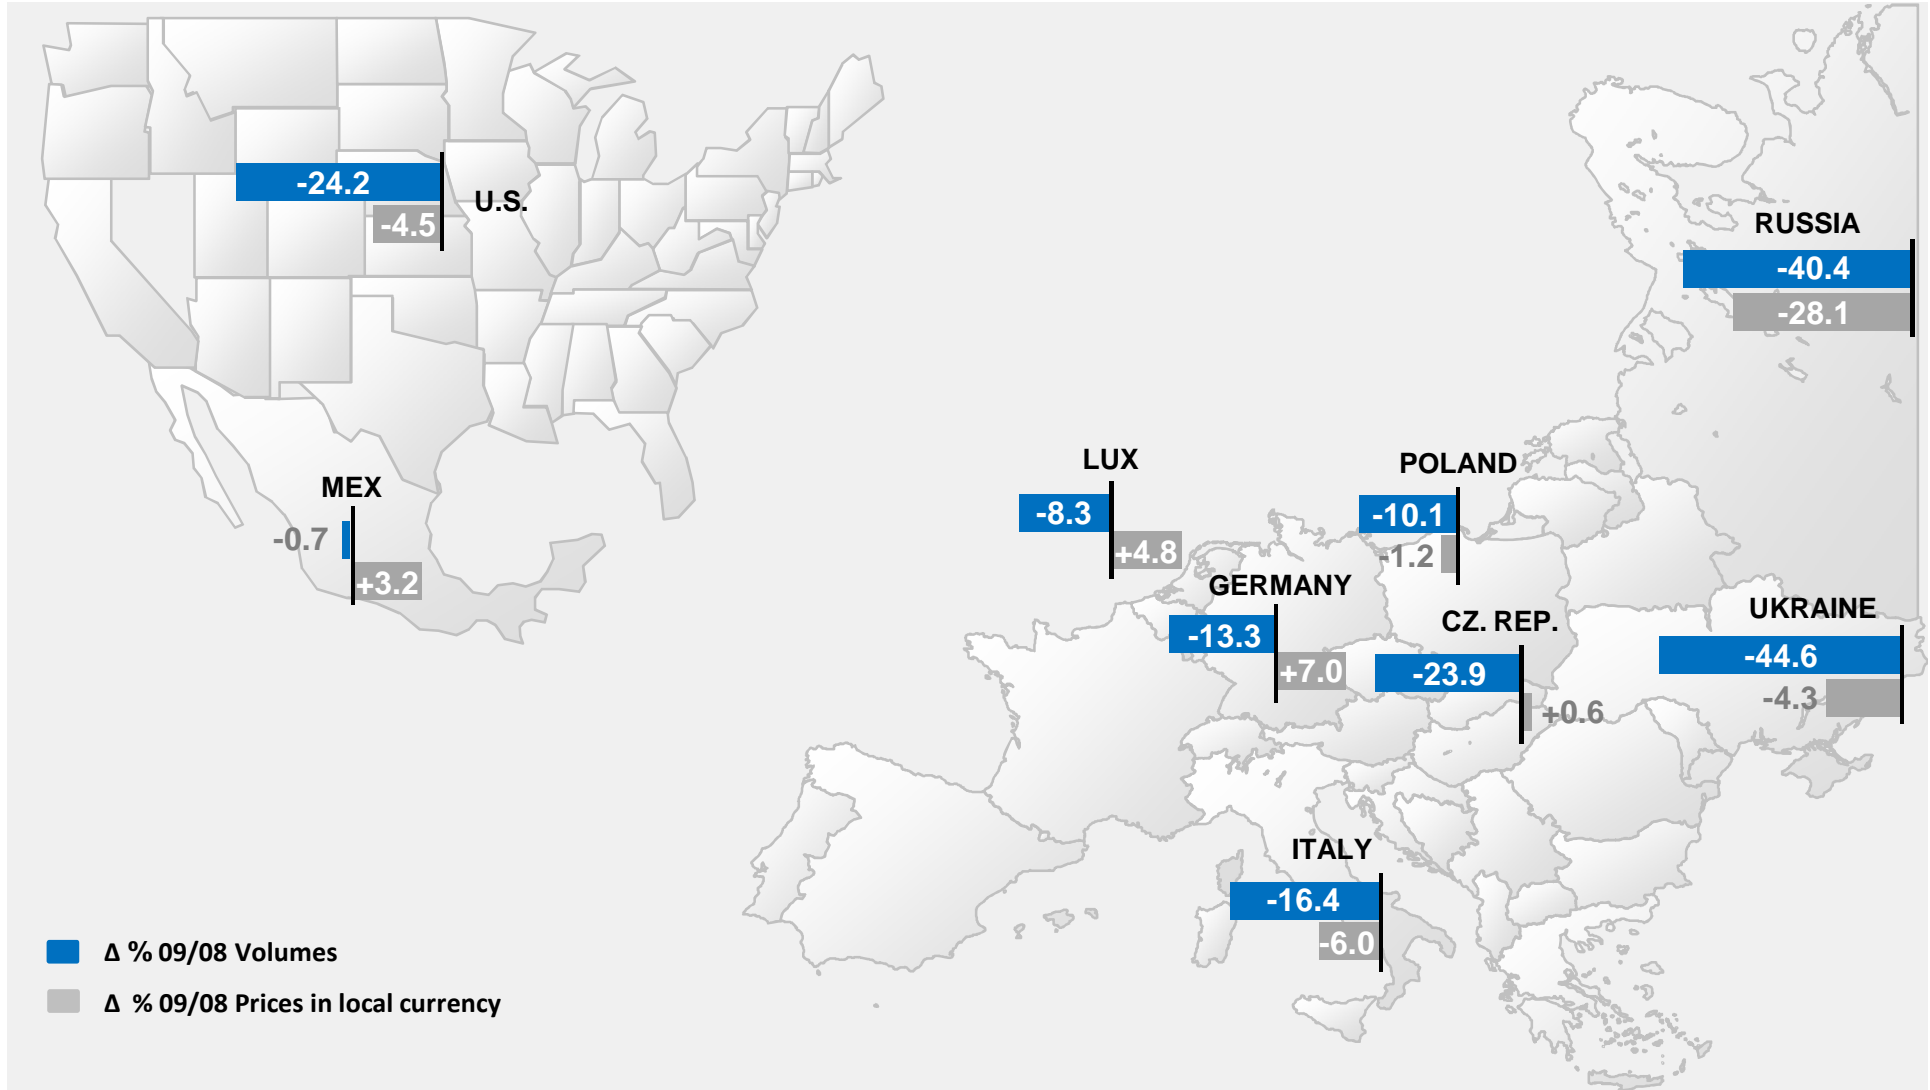 U.S.
-24.2
-4.5
RUSSIA
-40.4
-28.1
MEX
-0.7
+3.2
LUX
-8.3
+4.8
POLAND
-10.1
-1.2
GERMANY
-13.3
+7.0
CZ. REP.
-23.9
+0.6
UKRAINE
-44.6
-4.3
ITALY
-16.4
-6.0
Δ % 09/08 Volumes
Δ % 09/08 Prices in local currency